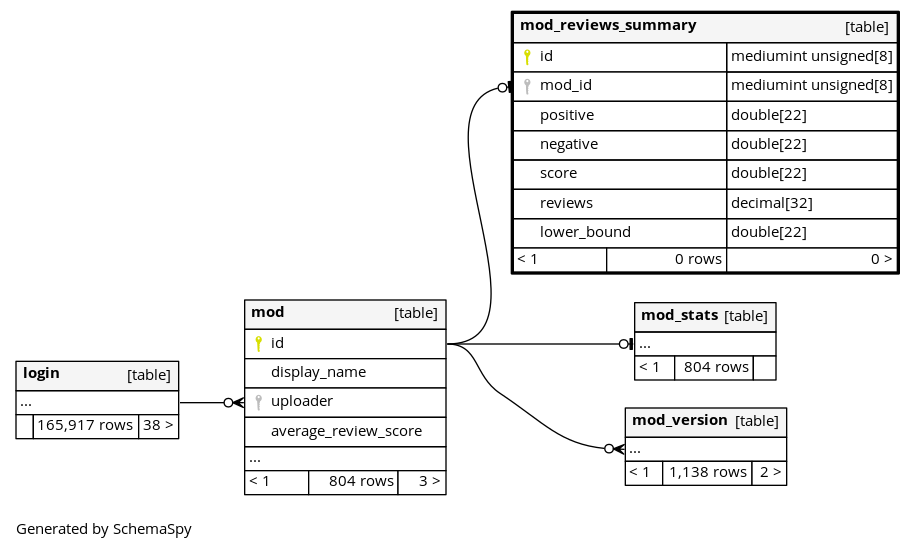 mod_reviews_summary [table]
id mediumint unsigned[8]
mod_id mediumint unsigned[8]
positive double[22]
negative double[22]
score double[22]
reviews decimal[32]
lower_bound double[22]
< 1 0 rows 0 >
mod [table]
id
display_name
uploader
average_review_score
...
< 1 804 rows 3 >
mod_stats [table]
...
< 1 804 rows
login [table]
...
165,917 rows 38 >
mod_version [table]
...
< 1 1,138 rows 2 >
Generated by SchemaSpy